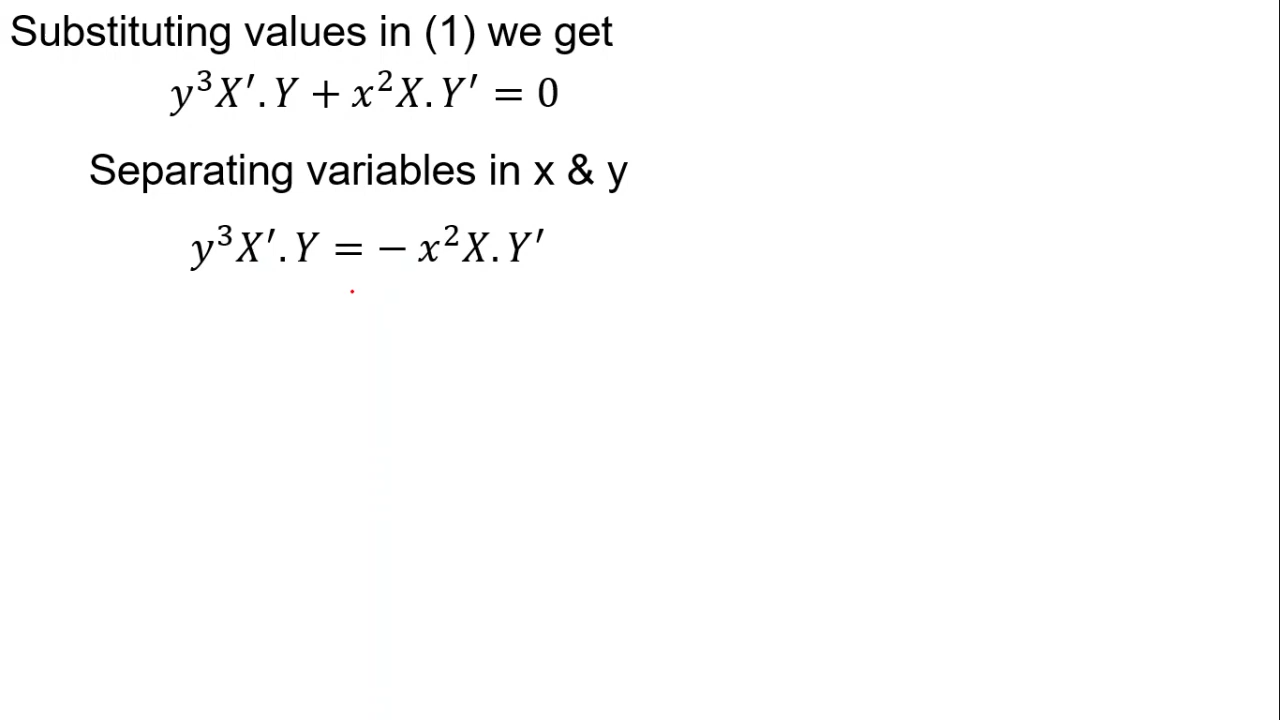 Substituting values in (1) we get
y³X′.Y + x²X.Y′ = 0
Separating variables in x & y
y³X′.Y = − x²X.Y′